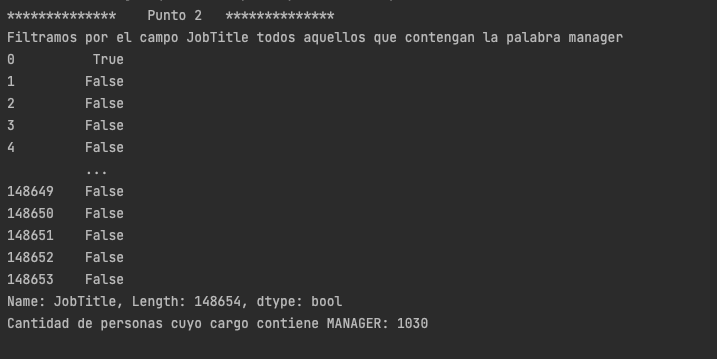 **************    Punto 2   **************
Filtramos por el campo JobTitle todos aquellos que contengan la palabra manager
0          True
1         False
2         False
3         False
4         False
          ...
148649    False
148650    False
148651    False
148652    False
148653    False
Name: JobTitle, Length: 148654, dtype: bool
Cantidad de personas cuyo cargo contiene MANAGER: 1030